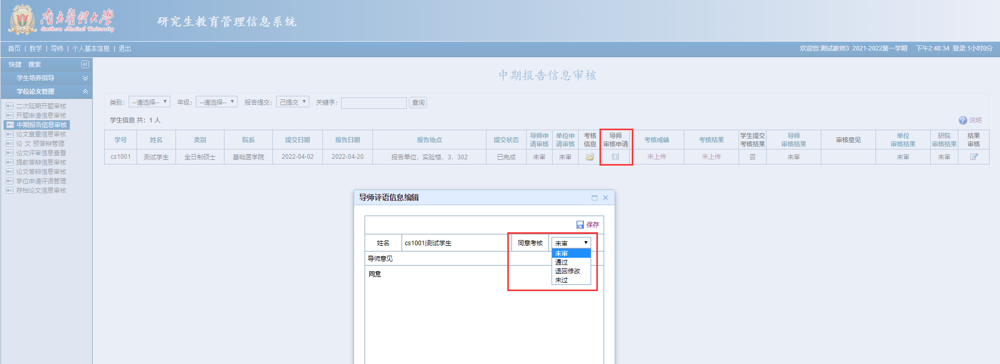 南方醫科大學
Southern Medical University
研究生教育管理信息系统
首页 | 教学 | 导师 | 个人基本信息 | 退出
欢迎您:测试教师3 2021-2022第一学期 下午2:48:34 登录:1小时0分
快捷 搜索
学生培养指导
学位论文管理
二次延期开题审核
开题申请信息审核
中期报告信息审核
论文查重信息审核
论 文 预答辩管理
论文评审信息查看
提前答辩信息审核
论文答辩信息审核
学位申请评语管理
存档论文信息审核
中期报告信息审核
类别: --请选择-- 年级: --请选择-- 报告提交: 已提交 关键字: 查询
学生信息 共: 1 人
说明
学号 姓名 类别 院系 提交日期 报告日期 报告地点 提交状态 导师申请审核 单位申请审核 考核信息 导师审核申请 考核成绩 考核结果 学生提交考核结果 导师审核结果 审核意见 单位审核结果 研院审核结果 结果审核
cs1001 测试学生 全日制硕士 基础医学院 2022-04-02 2022-04-20 报告单位, 实验楼, 3, 302 已完成 未审 未审 未上传 未上传 否 未审 未审 未审
导师评语信息编辑
保存
姓名 cs1001|测试学生 同意考核 未审
未审
通过
退回修改
未过
导师意见
同意